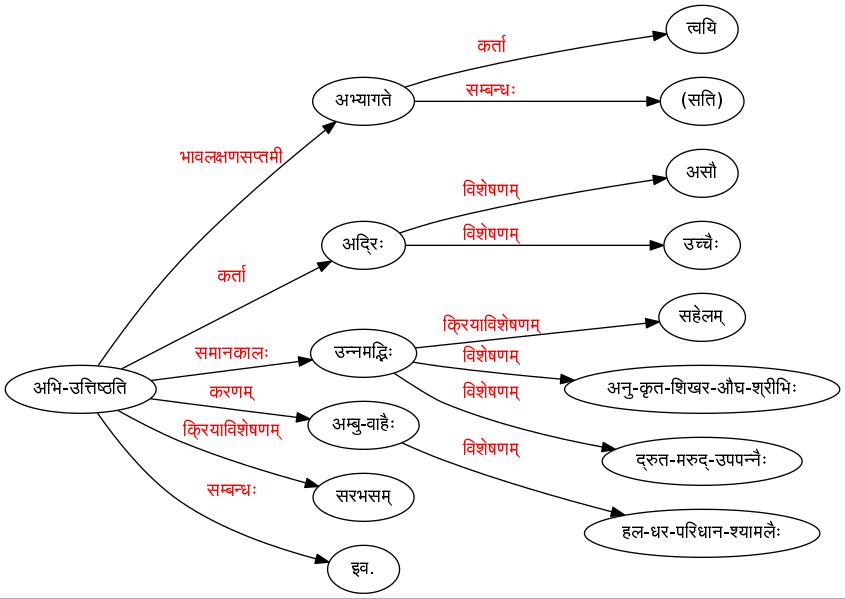 त्वयि
कर्ता
अभ्यागते
सम्बन्धः
(सति)
भावलक्षणसप्तमी
असौ
विशेषणम्
अद्रिः
विशेषणम्
उच्चैः
कर्ता
सहेलम्
क्रियाविशेषणम्
समानकालः
उन्नमद्भिः
विशेषणम्
अभि-उत्तिष्ठति
करणम्
विशेषणम्
अनु-कृत-शिखर-औघ-श्रीभिः
अम्बु-वाहैः
क्रियाविशेषणम्
विशेषणम्
द्रुत-मरुद्-उपपन्नैः
सम्बन्धः
सरभसम्
हल-धर-परिधान-श्यामलैः
इव.